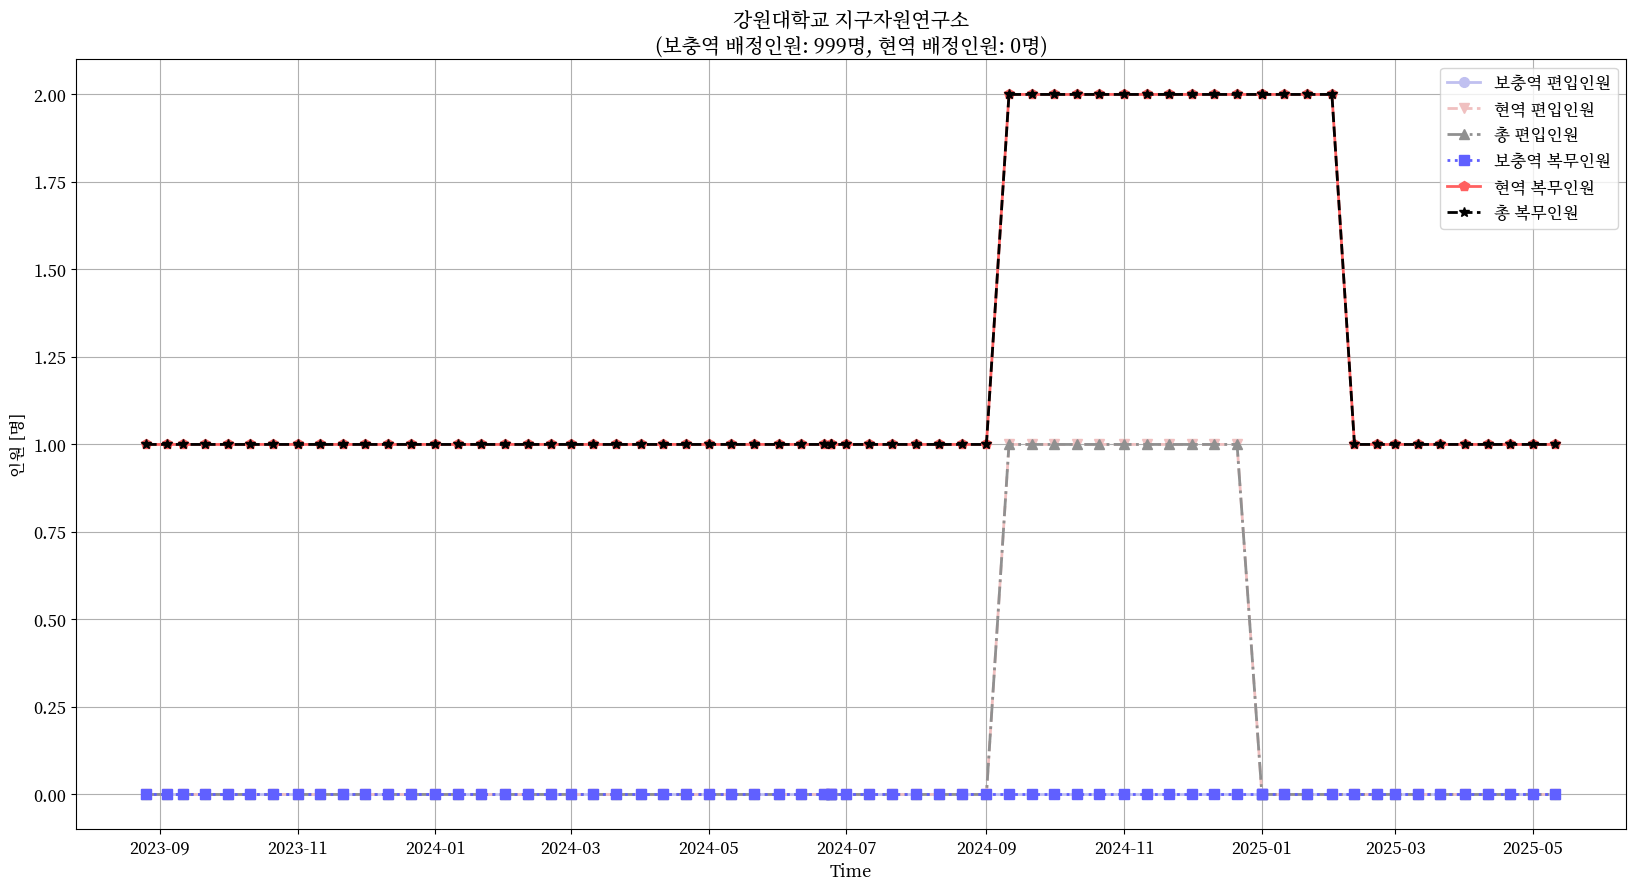 강원대학교 지구자원연구소
(보충역 배정인원: 999명, 현역 배정인원: 0명)
보충역 편입인원
현역 편입인원
총 편입인원
보충역 복무인원
현역 복무인원
총 복무인원
인원 [명]
2.00
1.75
1.50
1.25
1.00
0.75
0.50
0.25
0.00
2023-09 2023-11 2024-01 2024-03 2024-05 2024-07 2024-09 2024-11 2025-01 2025-03 2025-05
Time